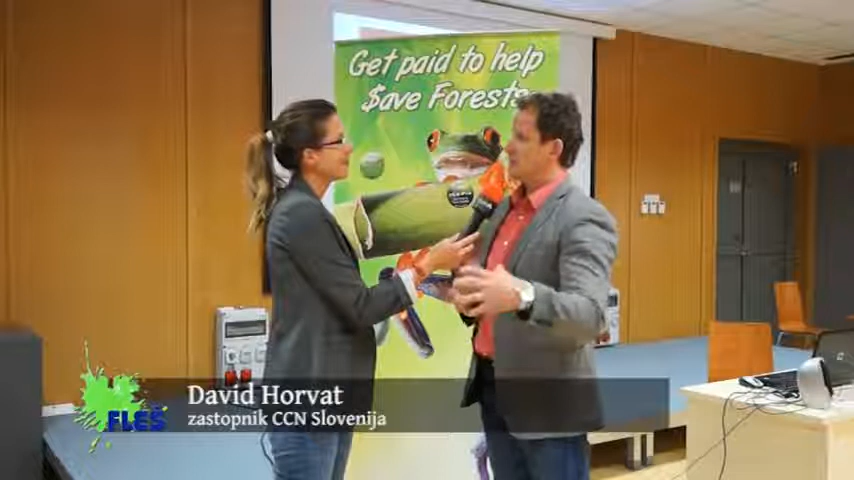 Get paid to help
$ave Forests
FLEŠ
David Horvat
zastopnik CCN Slovenija